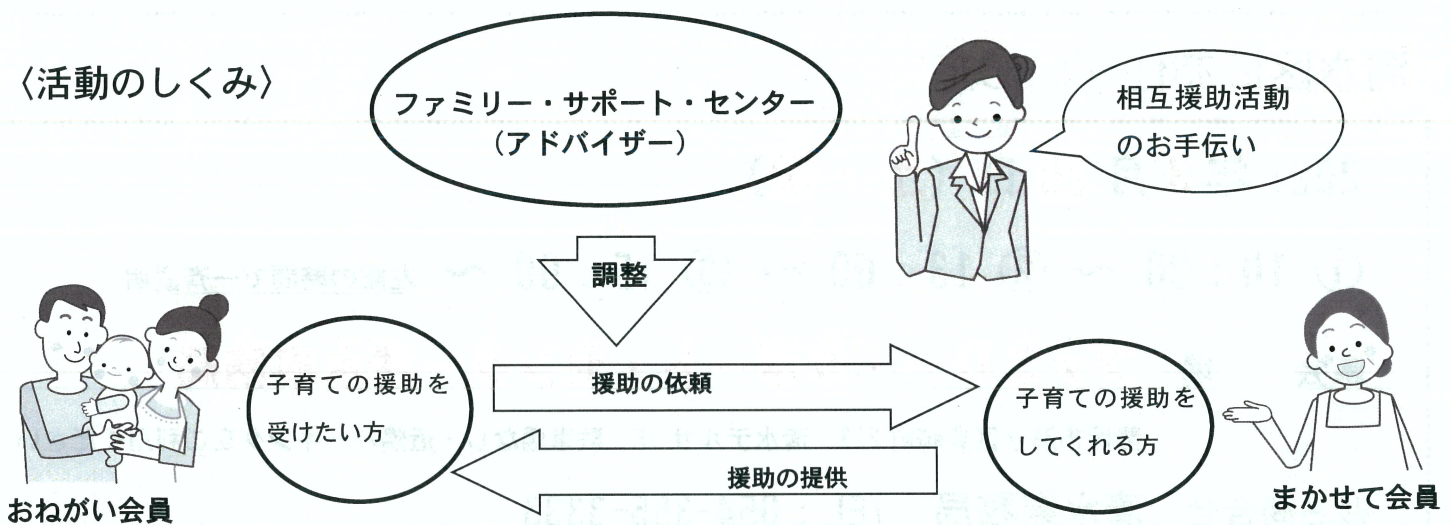 〈活動のしくみ〉
ファミリー・サポート・センター
（アドバイザー）
相互援助活動
のお手伝い
調整
子育ての援助を
受けたい方
援助の依頼
子育ての援助を
してくれる方
援助の提供
おねがい会員
まかせて会員